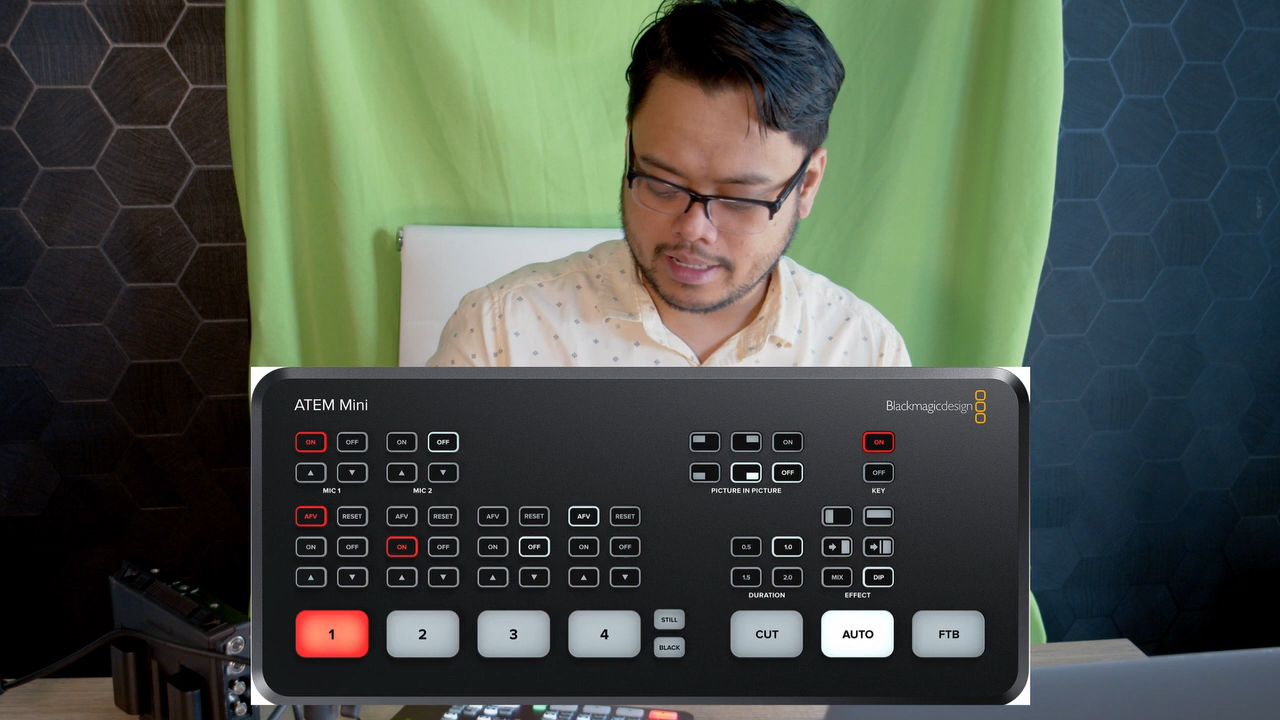 ATEM Mini
Blackmagicdesign
ON OFF ON OFF ON ON
OFF OFF
MIC 1 MIC 2 PICTURE IN PICTURE KEY
AFV RESET AFV RESET AFV RESET AFV RESET
ON OFF ON OFF ON OFF ON OFF 0.5 1.0
1.5 2.0 MIX DIP
DURATION EFFECT
1 2 3 4 STILL CUT AUTO FTB
BLACK